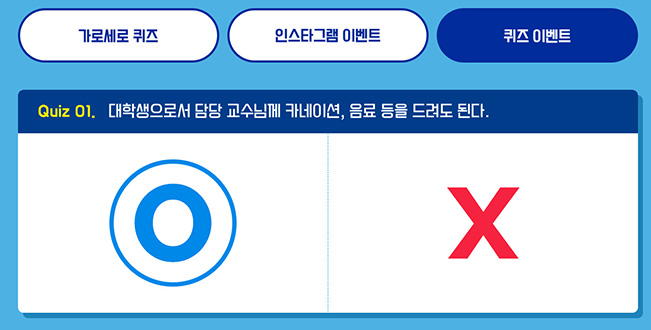 가로세로 퀴즈
인스타그램 이벤트
퀴즈 이벤트
Quiz 01. 대학생으로서 담당 교수님께 카네이션, 음료 등을 드려도 된다.
O
X